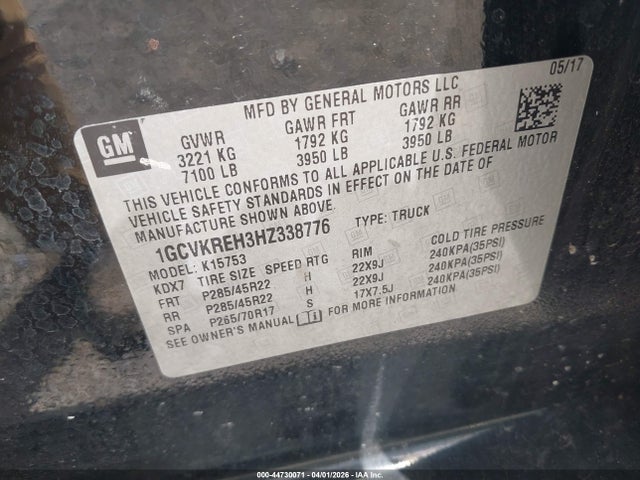 05/17
MFD BY GENERAL MOTORS LLC
GM
GVWR GAWR FRT GAWR RR
3221 KG 1792 KG 1792 KG
7100 LB 3950 LB 3950 LB
THIS VEHICLE CONFORMS TO ALL APPLICABLE U.S. FEDERAL MOTOR
VEHICLE SAFETY STANDARDS IN EFFECT ON THE DATE OF
MANUFACTURE SHOWN ABOVE.
1GCVKREH3HZ338776 TYPE: TRUCK
MODEL: K15753
KDX7 TIRE SIZE SPEED RTG RIM COLD TIRE PRESSURE
FRT P285/45R22 H 22X9J 240KPA(35PSI)
RR P285/45R22 H 22X9J 240KPA(35PSI)
SPA P265/70R17 S 17X7.5J 240KPA(35PSI)
SEE OWNER'S MANUAL FOR MORE INFORMATION.
000-44730071 - 04/01/2026 - IAAI.com